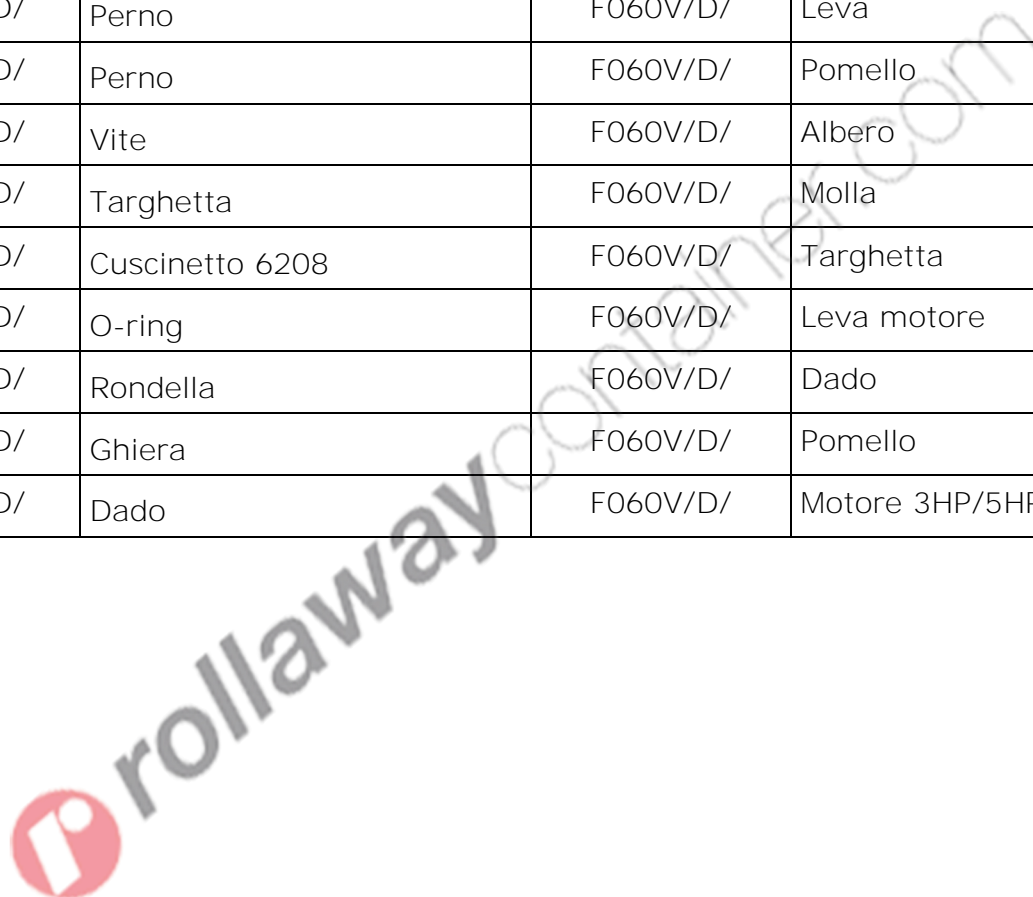 D/ Perno F060V/D/ Leva
D/ Perno F060V/D/ Pomello
D/ Vite F060V/D/ Albero
D/ Targhetta F060V/D/ Molla
D/ Cuscinetto 6208 F060V/D/ Targhetta
D/ O-ring F060V/D/ Leva motore
D/ Rondella F060V/D/ Dado
D/ Ghiera F060V/D/ Pomello
D/ Dado F060V/D/ Motore 3HP/5HP
rollawaycontainer.com